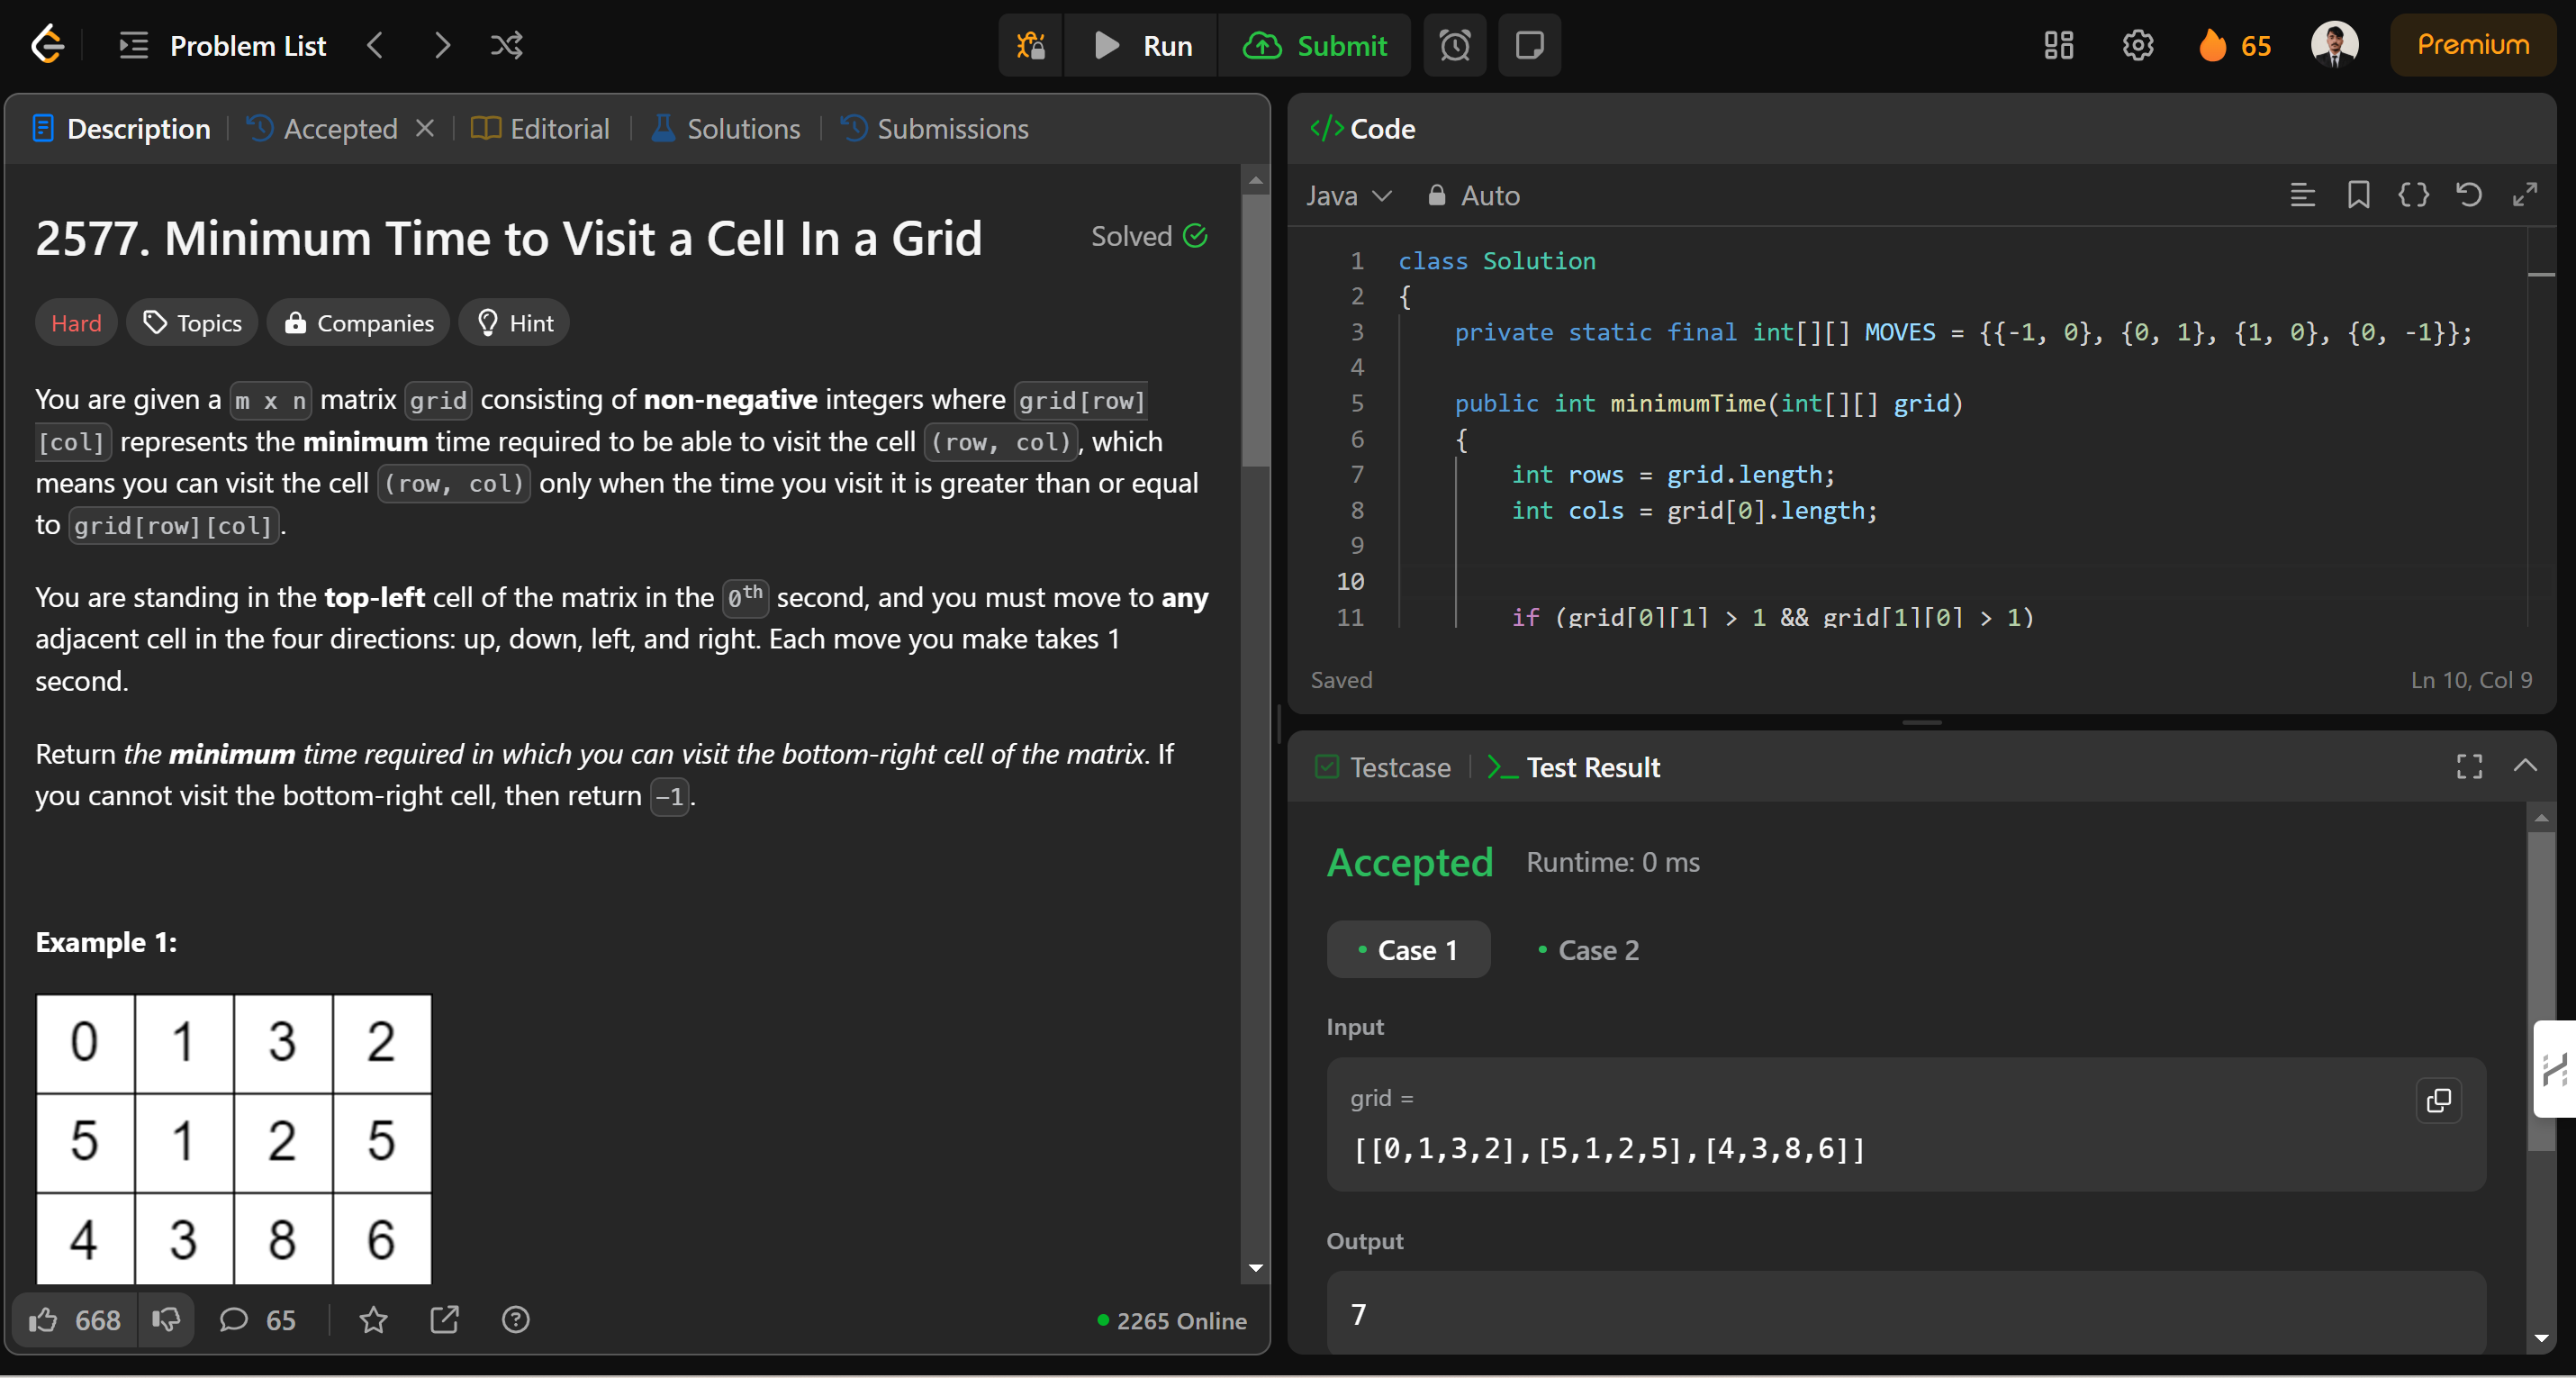 Problem List
Run
Submit
65
Premium
Description
Accepted
Editorial
Solutions
Submissions
2577. Minimum Time to Visit a Cell In a Grid
Solved
Hard
Topics
Companies
Hint
You are given a m x n matrix grid consisting of non-negative integers where grid[row]
[col] represents the minimum time required to be able to visit the cell (row, col), which
means you can visit the cell (row, col) only when the time you visit it is greater than or equal
to grid[row][col].
You are standing in the top-left cell of the matrix in the 0th second, and you must move to any
adjacent cell in the four directions: up, down, left, and right. Each move you make takes 1
second.
Return the minimum time required in which you can visit the bottom-right cell of the matrix. If
you cannot visit the bottom-right cell, then return -1.
Example 1:
0 1 3 2
5 1 2 5
4 3 8 6
668
65
2265 Online
</> Code
Java
Auto
1 class Solution
2 {
3 private static final int[][] MOVES = {{-1, 0}, {0, 1}, {1, 0}, {0, -1}};
4
5 public int minimumTime(int[][] grid)
6 {
7 int rows = grid.length;
8 int cols = grid[0].length;
9
10
11 if (grid[0][1] > 1 && grid[1][0] > 1)
Saved
Ln 10, Col 9
Testcase
Test Result
Accepted
Runtime: 0 ms
Case 1
Case 2
Input
grid =
[[0,1,3,2],[5,1,2,5],[4,3,8,6]]
Output
7